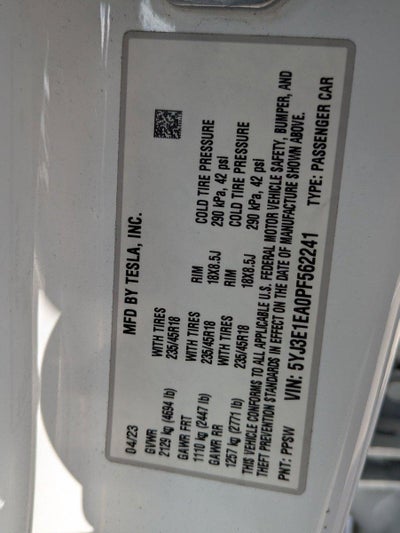 MFD BY TESLA, INC.
04/23
GVWR
2129 kg (4694 lb) WITH TIRES 235/45R18 RIM 18X8.5J COLD TIRE PRESSURE 290 kPa, 42 psi
GAWR FRT
1110 kg (2447 lb) WITH TIRES 235/45R18 RIM 18X8.5J COLD TIRE PRESSURE 290 kPa, 42 psi
GAWR RR
1257 kg (2771 lb) WITH TIRES 235/45R18
THIS VEHICLE CONFORMS TO ALL APPLICABLE U.S. FEDERAL MOTOR VEHICLE SAFETY, BUMPER, AND
THEFT PREVENTION STANDARDS IN EFFECT ON THE DATE OF MANUFACTURE SHOWN ABOVE.
VIN: 5YJ3E1EA0PF562241
PNT: PPSW TYPE: PASSENGER CAR